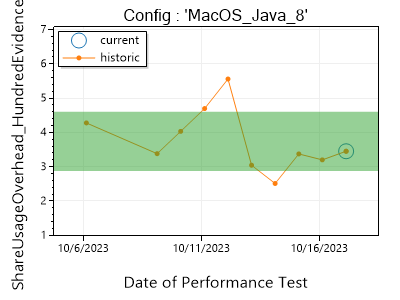 Config : 'MacOS_Java_8'
ShareUsageOverhead_HundredEvidence
current
historic
7
6
5
4
3
2
1
10/6/2023
10/11/2023
10/16/2023
Date of Performance Test